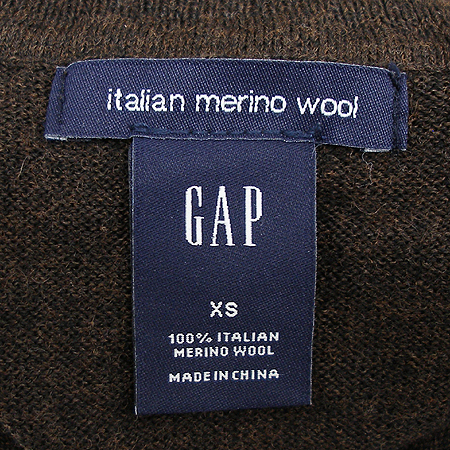 italian merino wool
GAP
XS
100% ITALIAN
MERINO WOOL
MADE IN CHINA